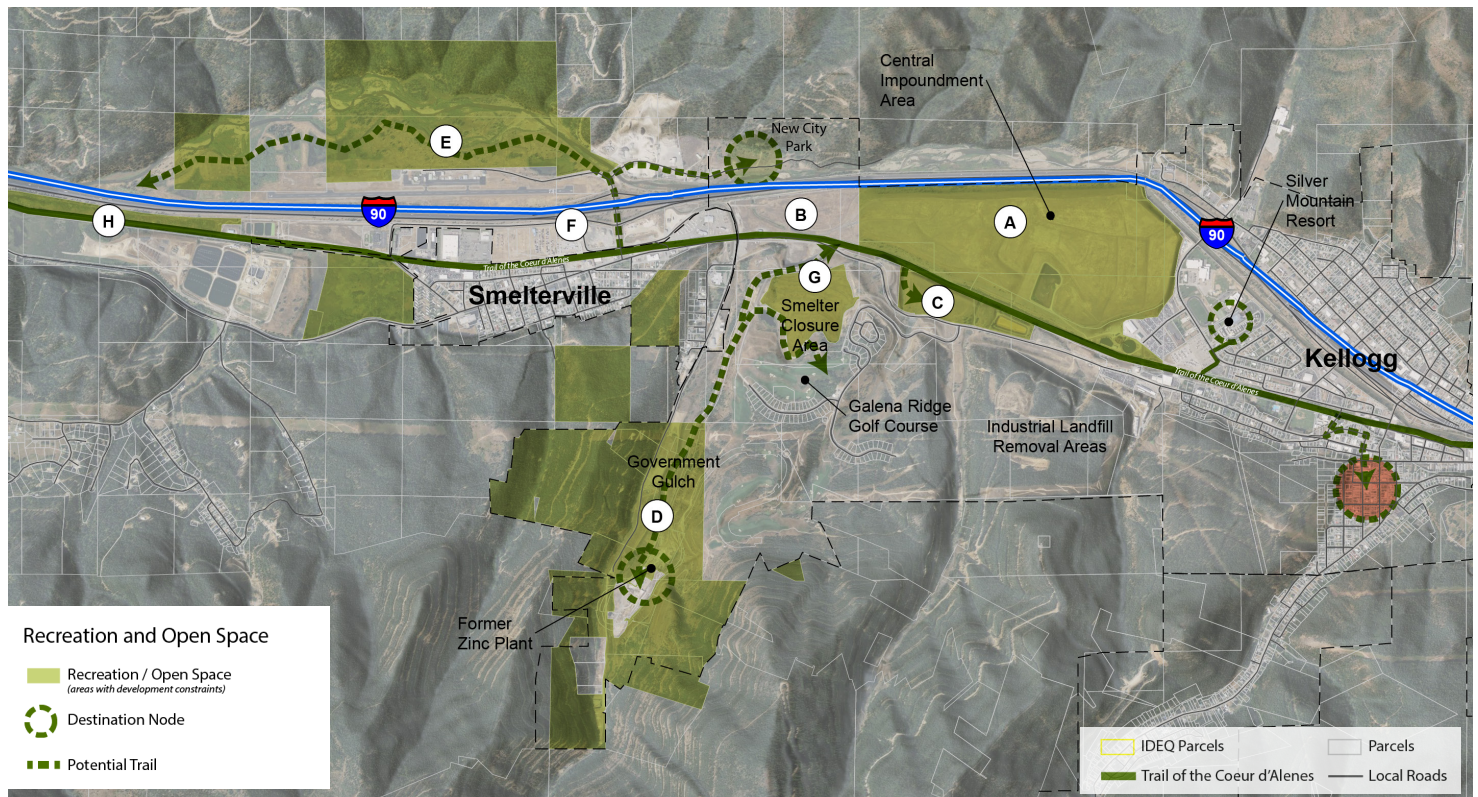 Central
Impoundment
Area
New City
Park
E
Silver
Mountain
Resort
90
H
F
B
A
90
Trail of the Coeur d'Alenes
Smelterville
G
C
Smelter
Closure
Area
Kellogg
Trail of the Coeur d'Alenes
Galena Ridge
Golf Course
Industrial Landfill
Removal Areas
Government
Gulch
D
Former
Zinc Plant
Recreation and Open Space
Recreation / Open Space
(areas with development constraints)
Destination Node
Potential Trail
IDEQ Parcels
Parcels
Trail of the Coeur d'Alenes
Local Roads